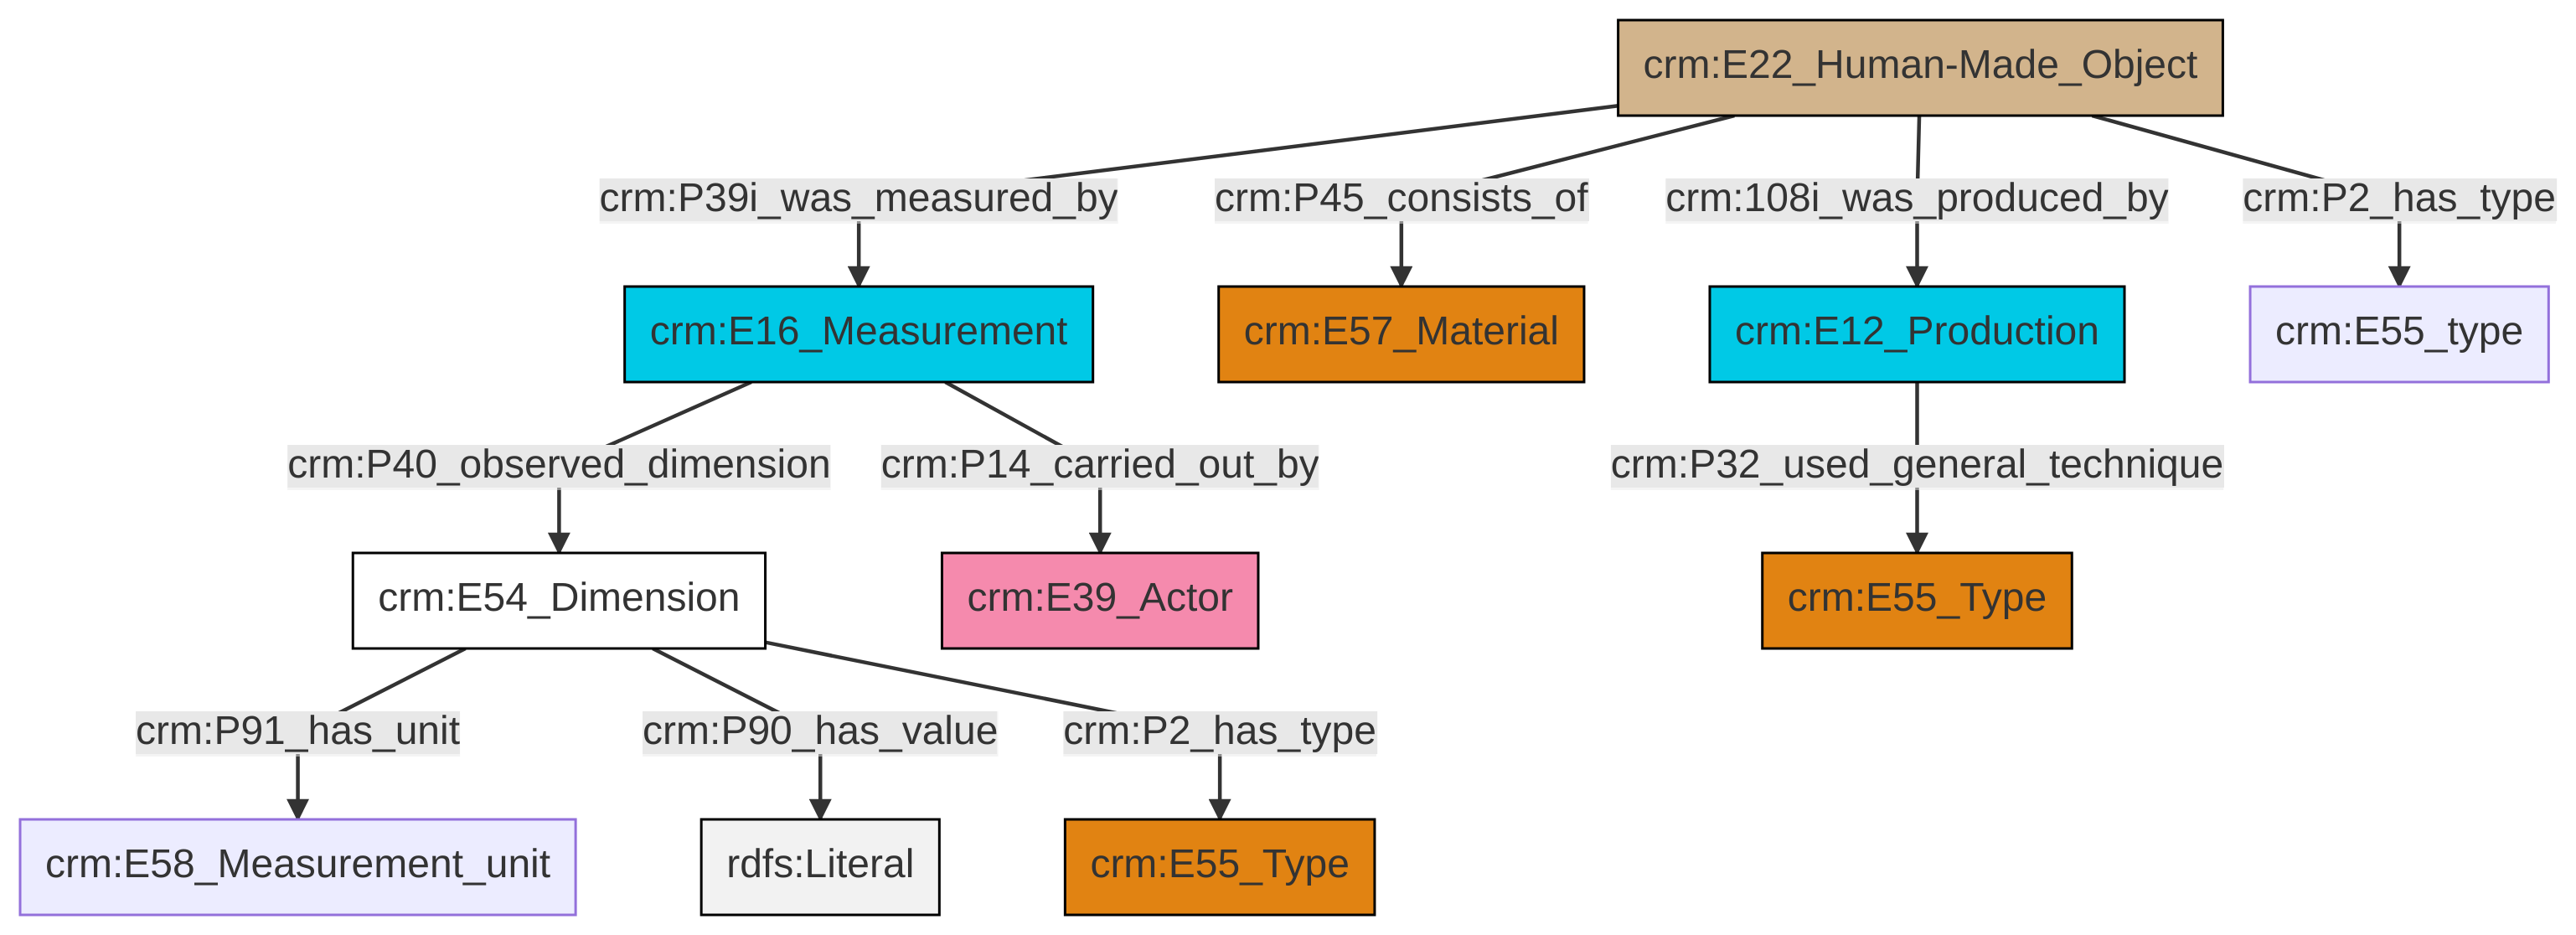 crm:E22_Human-Made_Object
crm:P39i_was_measured_by
crm:P45_consists_of
crm:108i_was_produced_by
crm:P2_has_type
crm:E16_Measurement
crm:E57_Material
crm:E12_Production
crm:E55_type
crm:P40_observed_dimension
crm:P14_carried_out_by
crm:P32_used_general_technique
crm:E54_Dimension
crm:E39_Actor
crm:E55_Type
crm:P91_has_unit
crm:P90_has_value
crm:P2_has_type
crm:E58_Measurement_unit
rdfs:Literal
crm:E55_Type